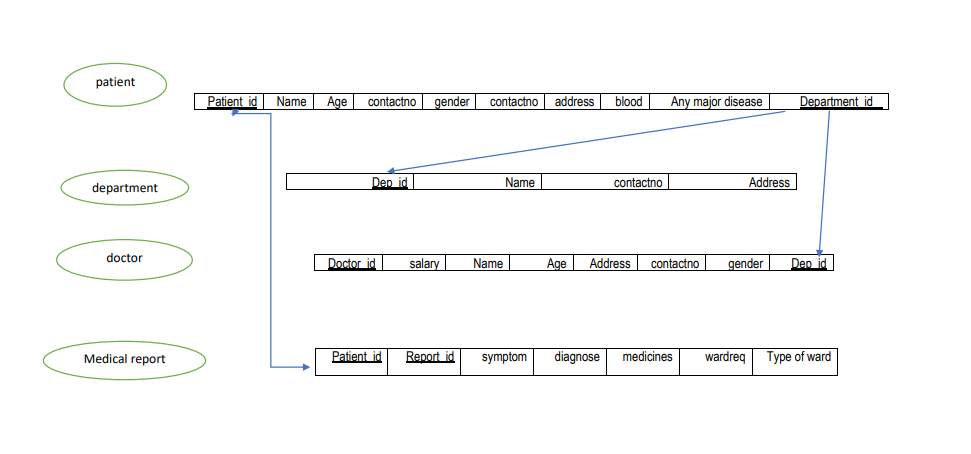 patient
Patient_id Name Age contactno gender contactno address blood Any major disease Department_id
department
Dep_id Name contactno Address
doctor
Doctor_id salary Name Age Address contactno gender Dep_id
Medical report
Patient_id Report_id symptom diagnose medicines wardreq Type of ward